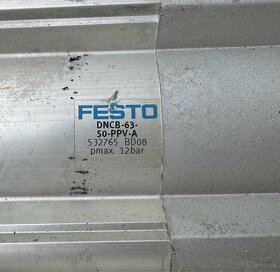 FESTO
DNCB-63-
50-PPV-A
532765 BD08
pmax. 12bar